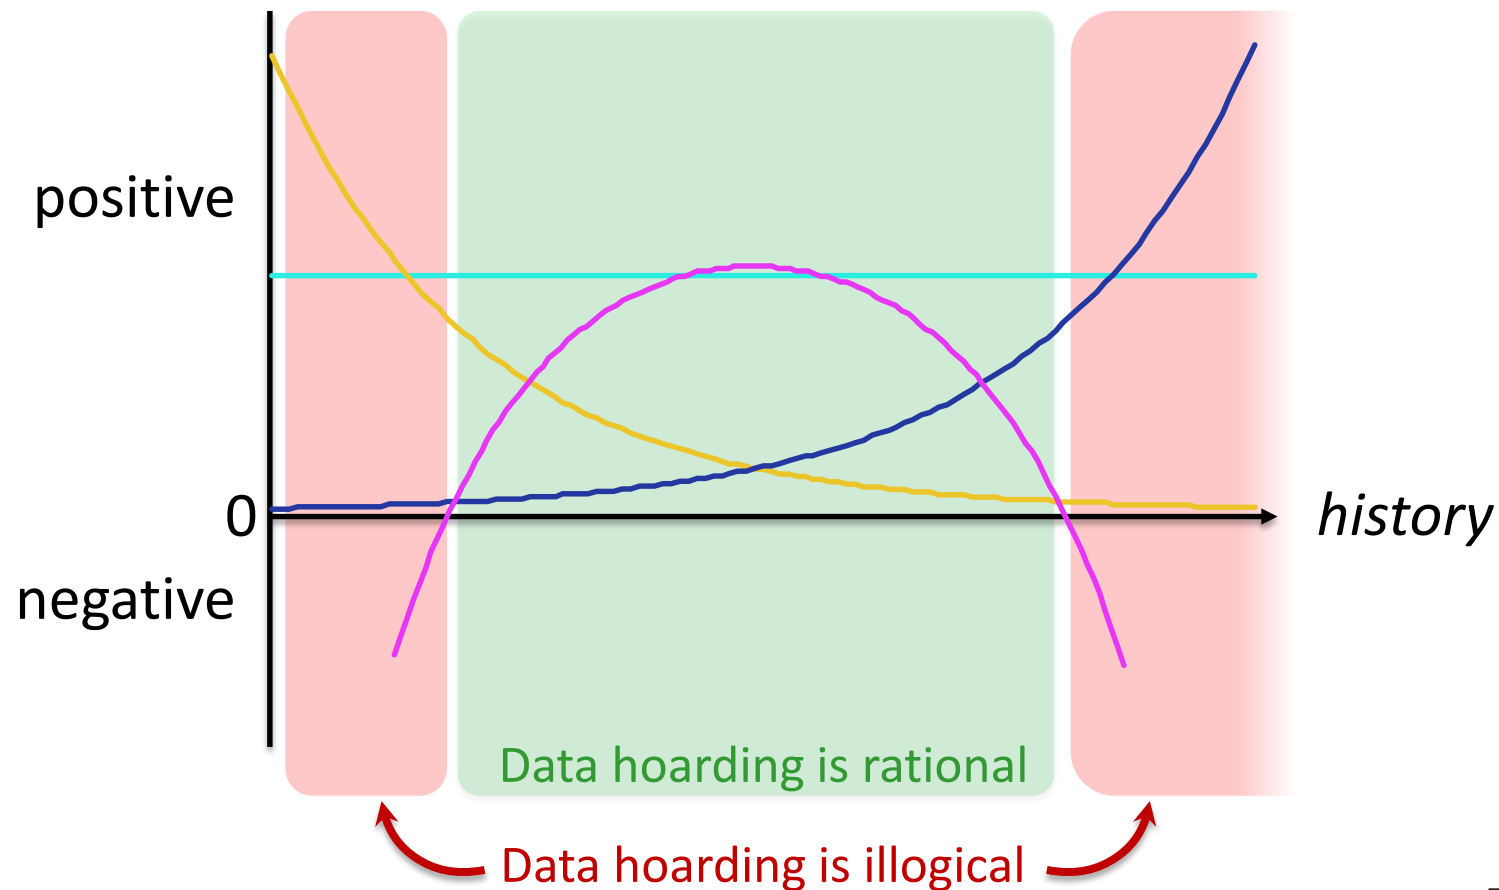 positive
0
history
negative
Data hoarding is rational
Data hoarding is illogical